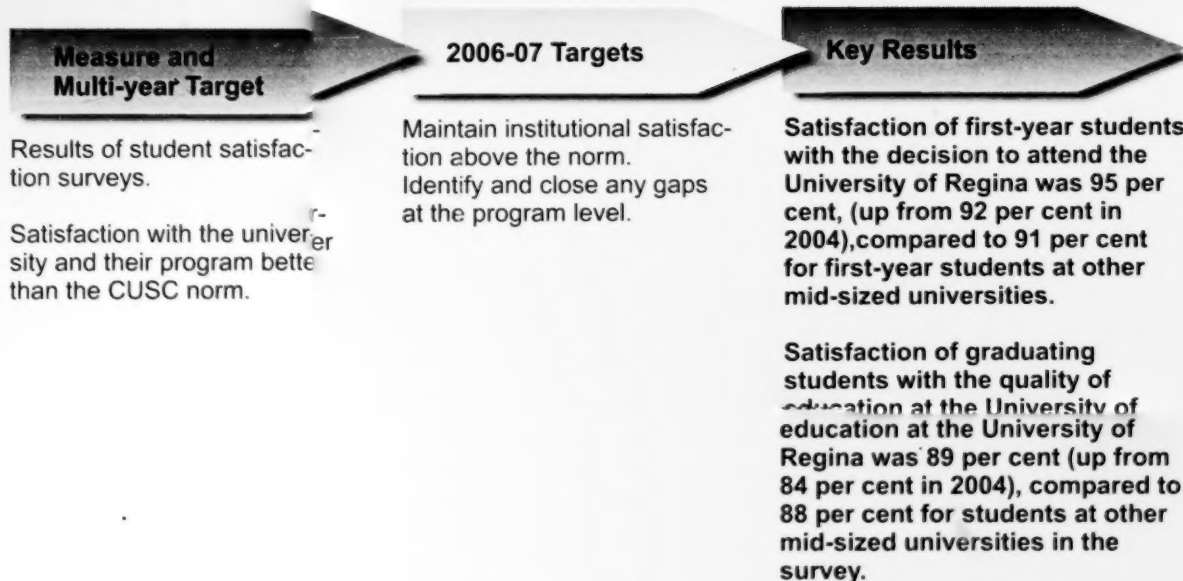 Measure and
Multi-year Target
Results of student satisfac-
tion surveys.
Satisfaction with the univer-
sity and their program better
than the CUSC norm.
2006-07 Targets
Maintain institutional satisfac-
tion above the norm.
Identify and close any gaps
at the program level.
Key Results
Satisfaction of first-year students
with the decision to attend the
University of Regina was 95 per
cent, (up from 92 per cent in
2004),compared to 91 per cent
for first-year students at other
mid-sized universities.
Satisfaction of graduating
students with the quality of
education at the University of
education at the University of
Regina was 89 per cent (up from
84 per cent in 2004), compared to
88 per cent for students at other
mid-sized universities in the
survey.